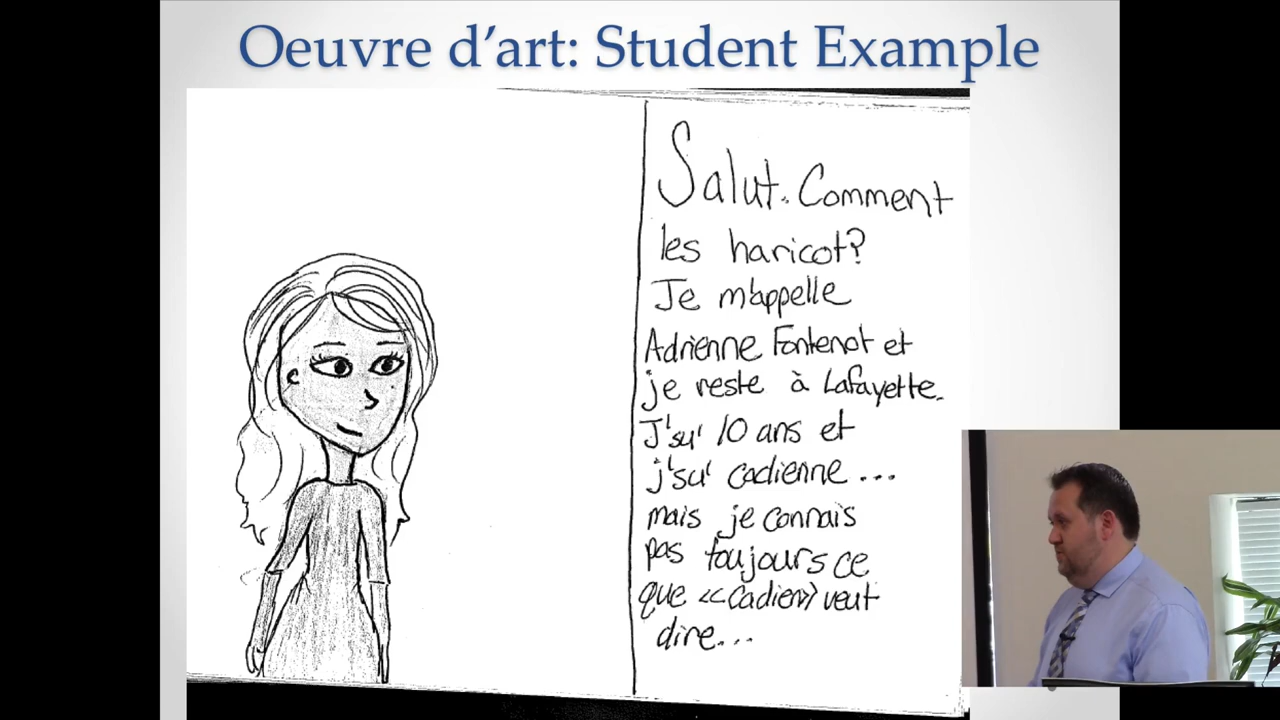 Oeuvre d'art: Student Example
Salut. Comment
les haricot?
Je m'appelle
Adrienne Fontenot et
je reste à Lafayette.
J'su' 10 ans et
j'su' cadienne...
mais je connais
pas toujours ce
que «cadien» veut
dire...